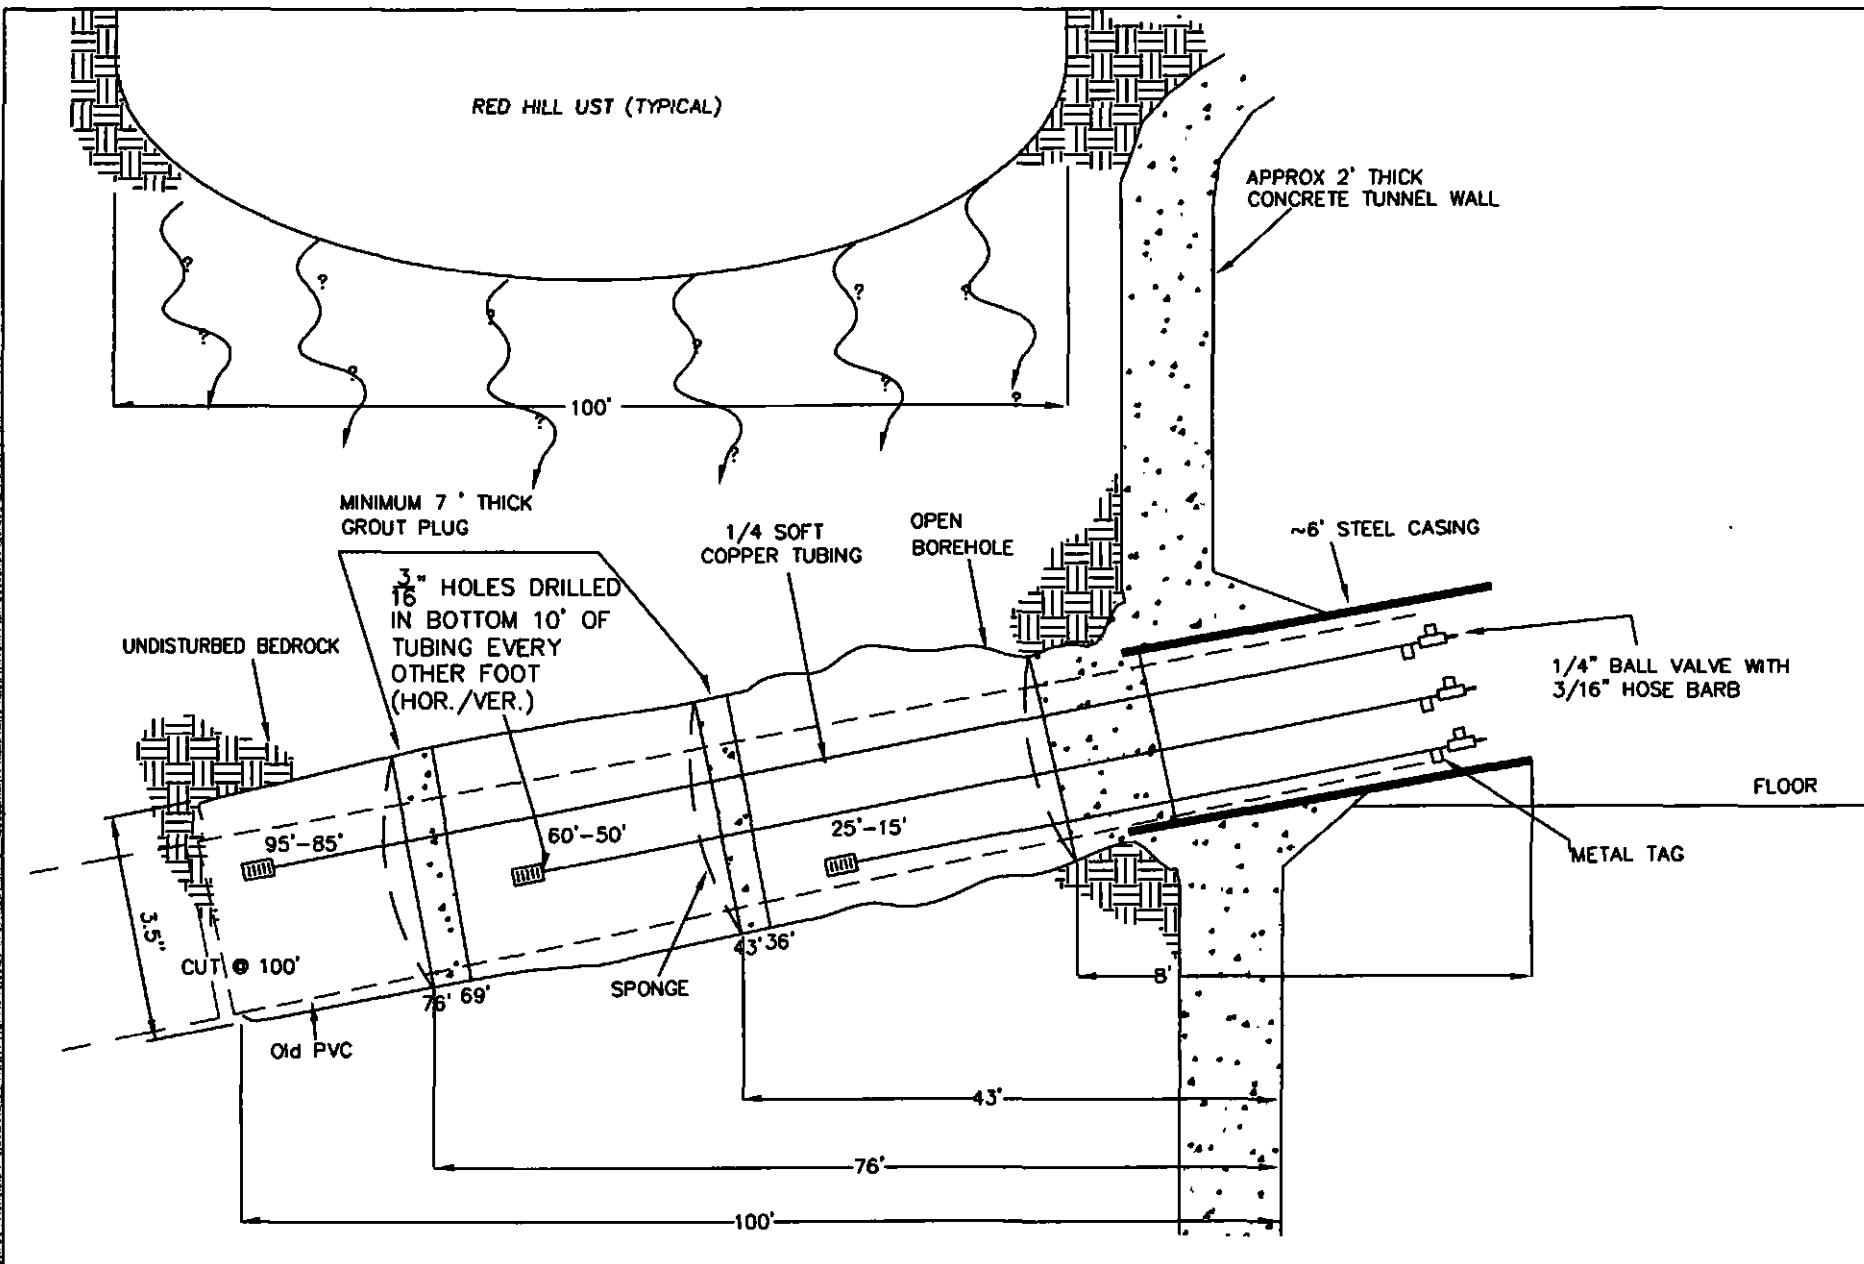 RED HILL UST (TYPICAL)
APPROX 2' THICK
CONCRETE TUNNEL WALL
?
?
?
?
?
?
?
?
?
?
?
?
100'
MINIMUM 7 ' THICK
GROUT PLUG
1/4 SOFT
COPPER TUBING
OPEN
BOREHOLE
~6' STEEL CASING
3/16" HOLES DRILLED
IN BOTTOM 10' OF
TUBING EVERY
OTHER FOOT
(HOR./VER.)
UNDISTURBED BEDROCK
1/4" BALL VALVE WITH
3/16" HOSE BARB
FLOOR
METAL TAG
95'-85'
60'-50'
25'-15'
3.5"
CUT @ 100'
SPONGE
76' 69'
43' 36'
8'
Old PVC
43'
76'
100'